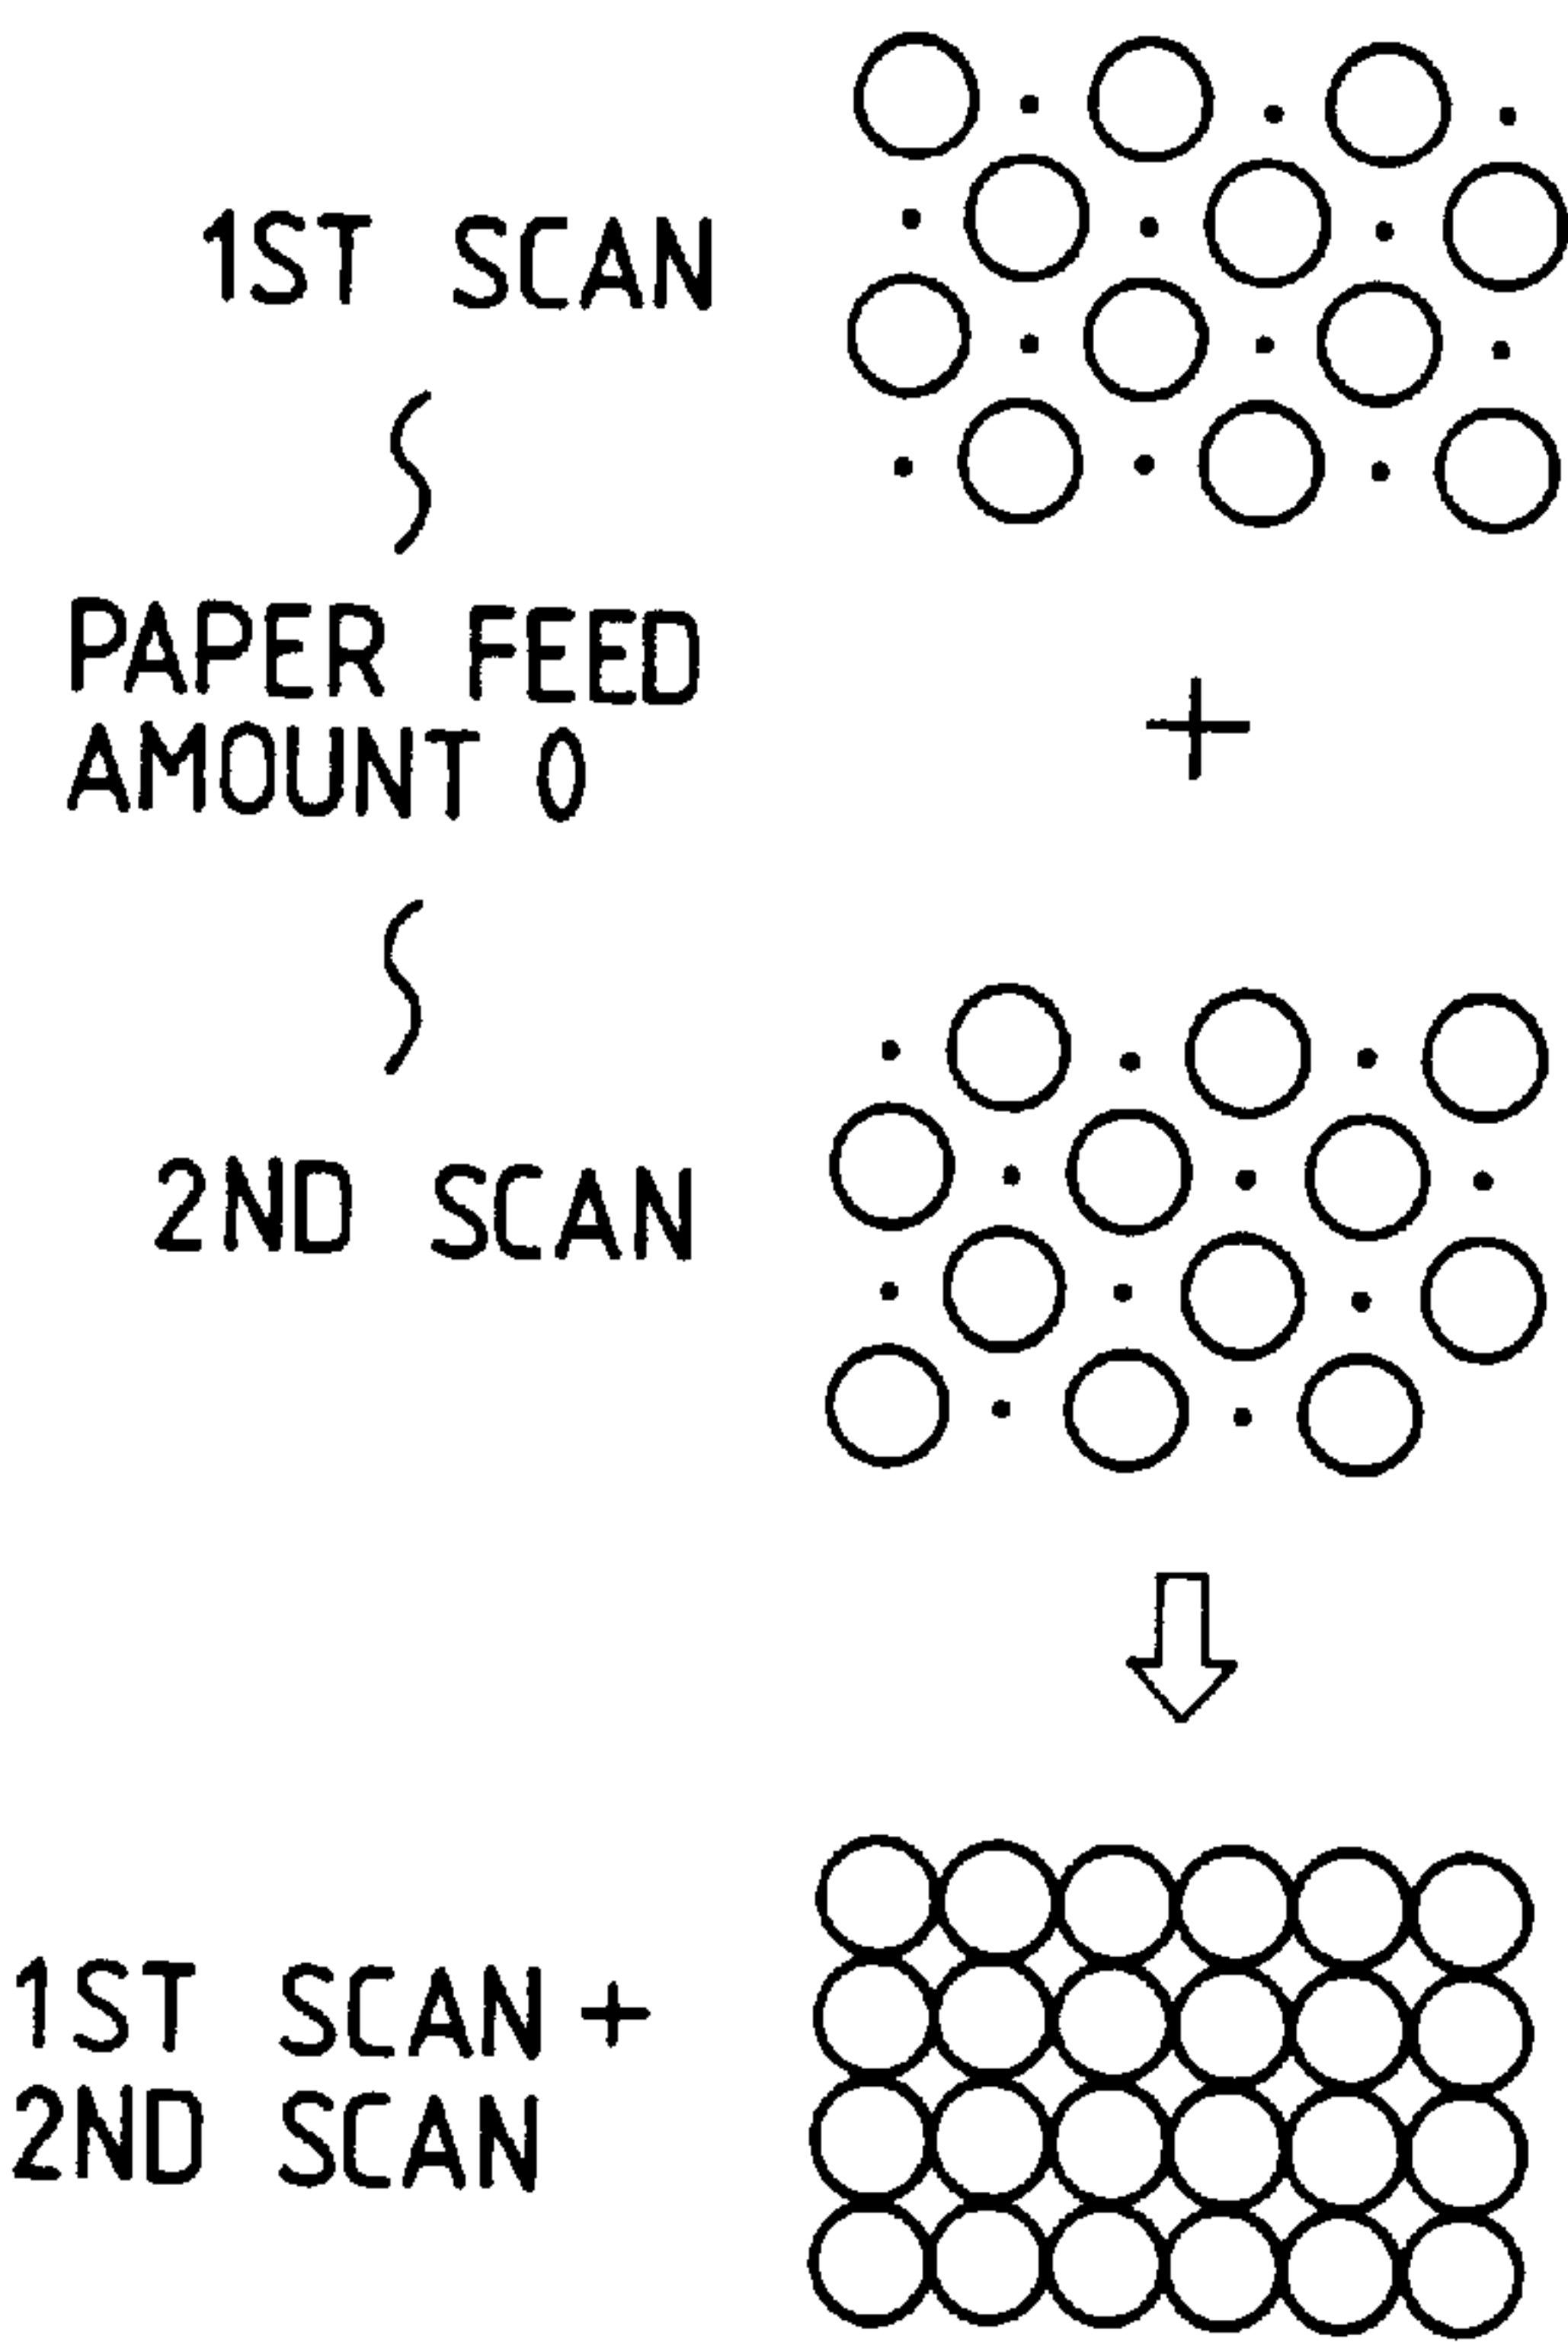 1ST SCAN
PAPER FEED
AMOUNT 0
+
2ND SCAN
1ST SCAN +
2ND SCAN